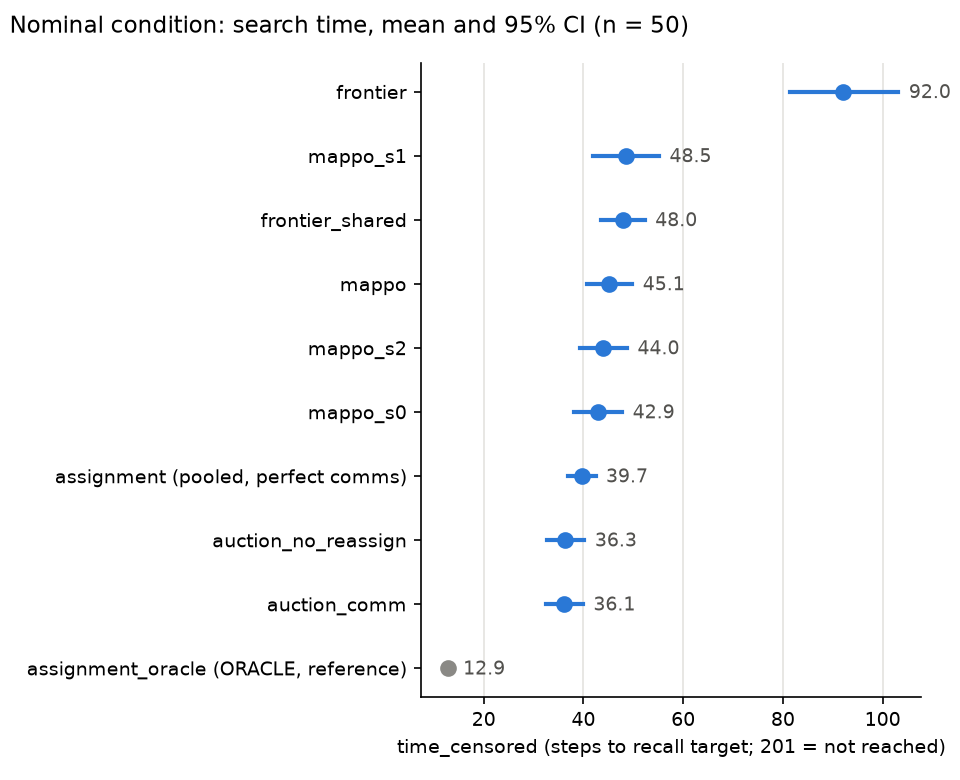 Nominal condition: search time, mean and 95% CI (n = 50)
frontier 92.0
mappo_s1 48.5
frontier_shared 48.0
mappo 45.1
mappo_s2 44.0
mappo_s0 42.9
assignment (pooled, perfect comms) 39.7
auction_no_reassign 36.3
auction_comm 36.1
assignment_oracle (ORACLE, reference) 12.9
20 40 60 80 100
time_censored (steps to recall target; 201 = not reached)